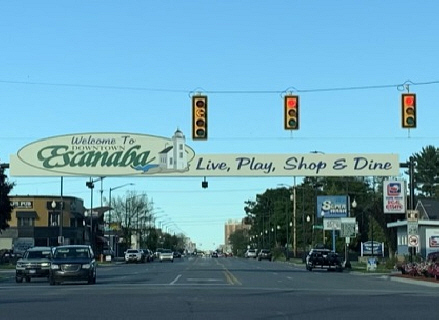 Welcome To
DOWNTOWN
Escanaba
Live, Play, Shop & Dine